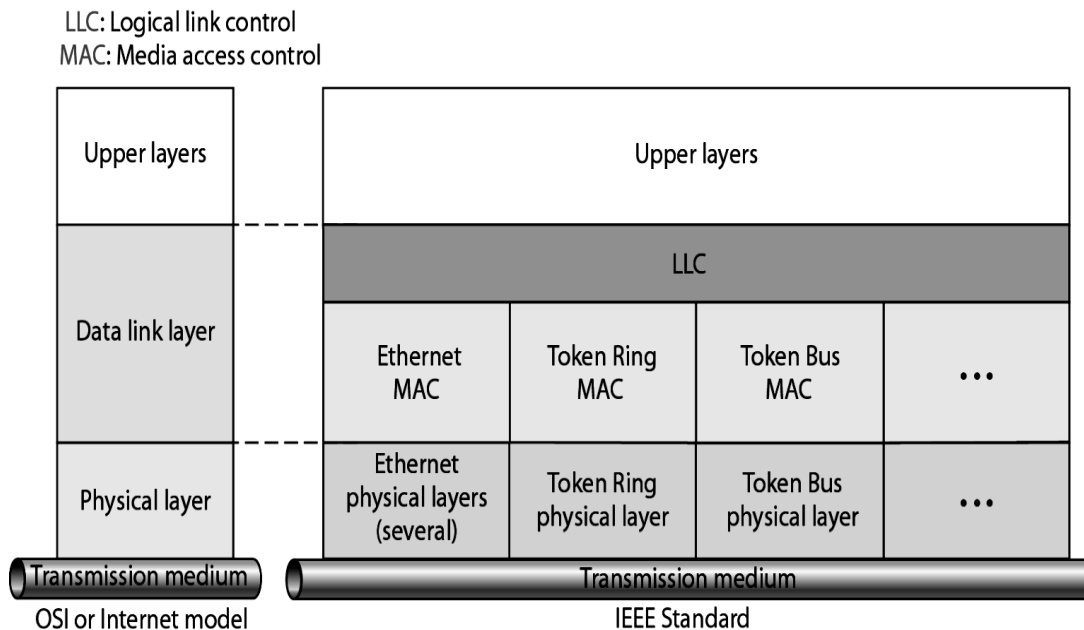 LLC: Logical link control
MAC: Media access control
Upper layers
Upper layers
Data link layer
LLC
Ethernet
MAC
Token Ring
MAC
Token Bus
MAC
•••
Physical layer
Ethernet
physical layers
(several)
Token Ring
physical layer
Token Bus
physical layer
•••
Transmission medium
Transmission medium
OSI or Internet model
IEEE Standard